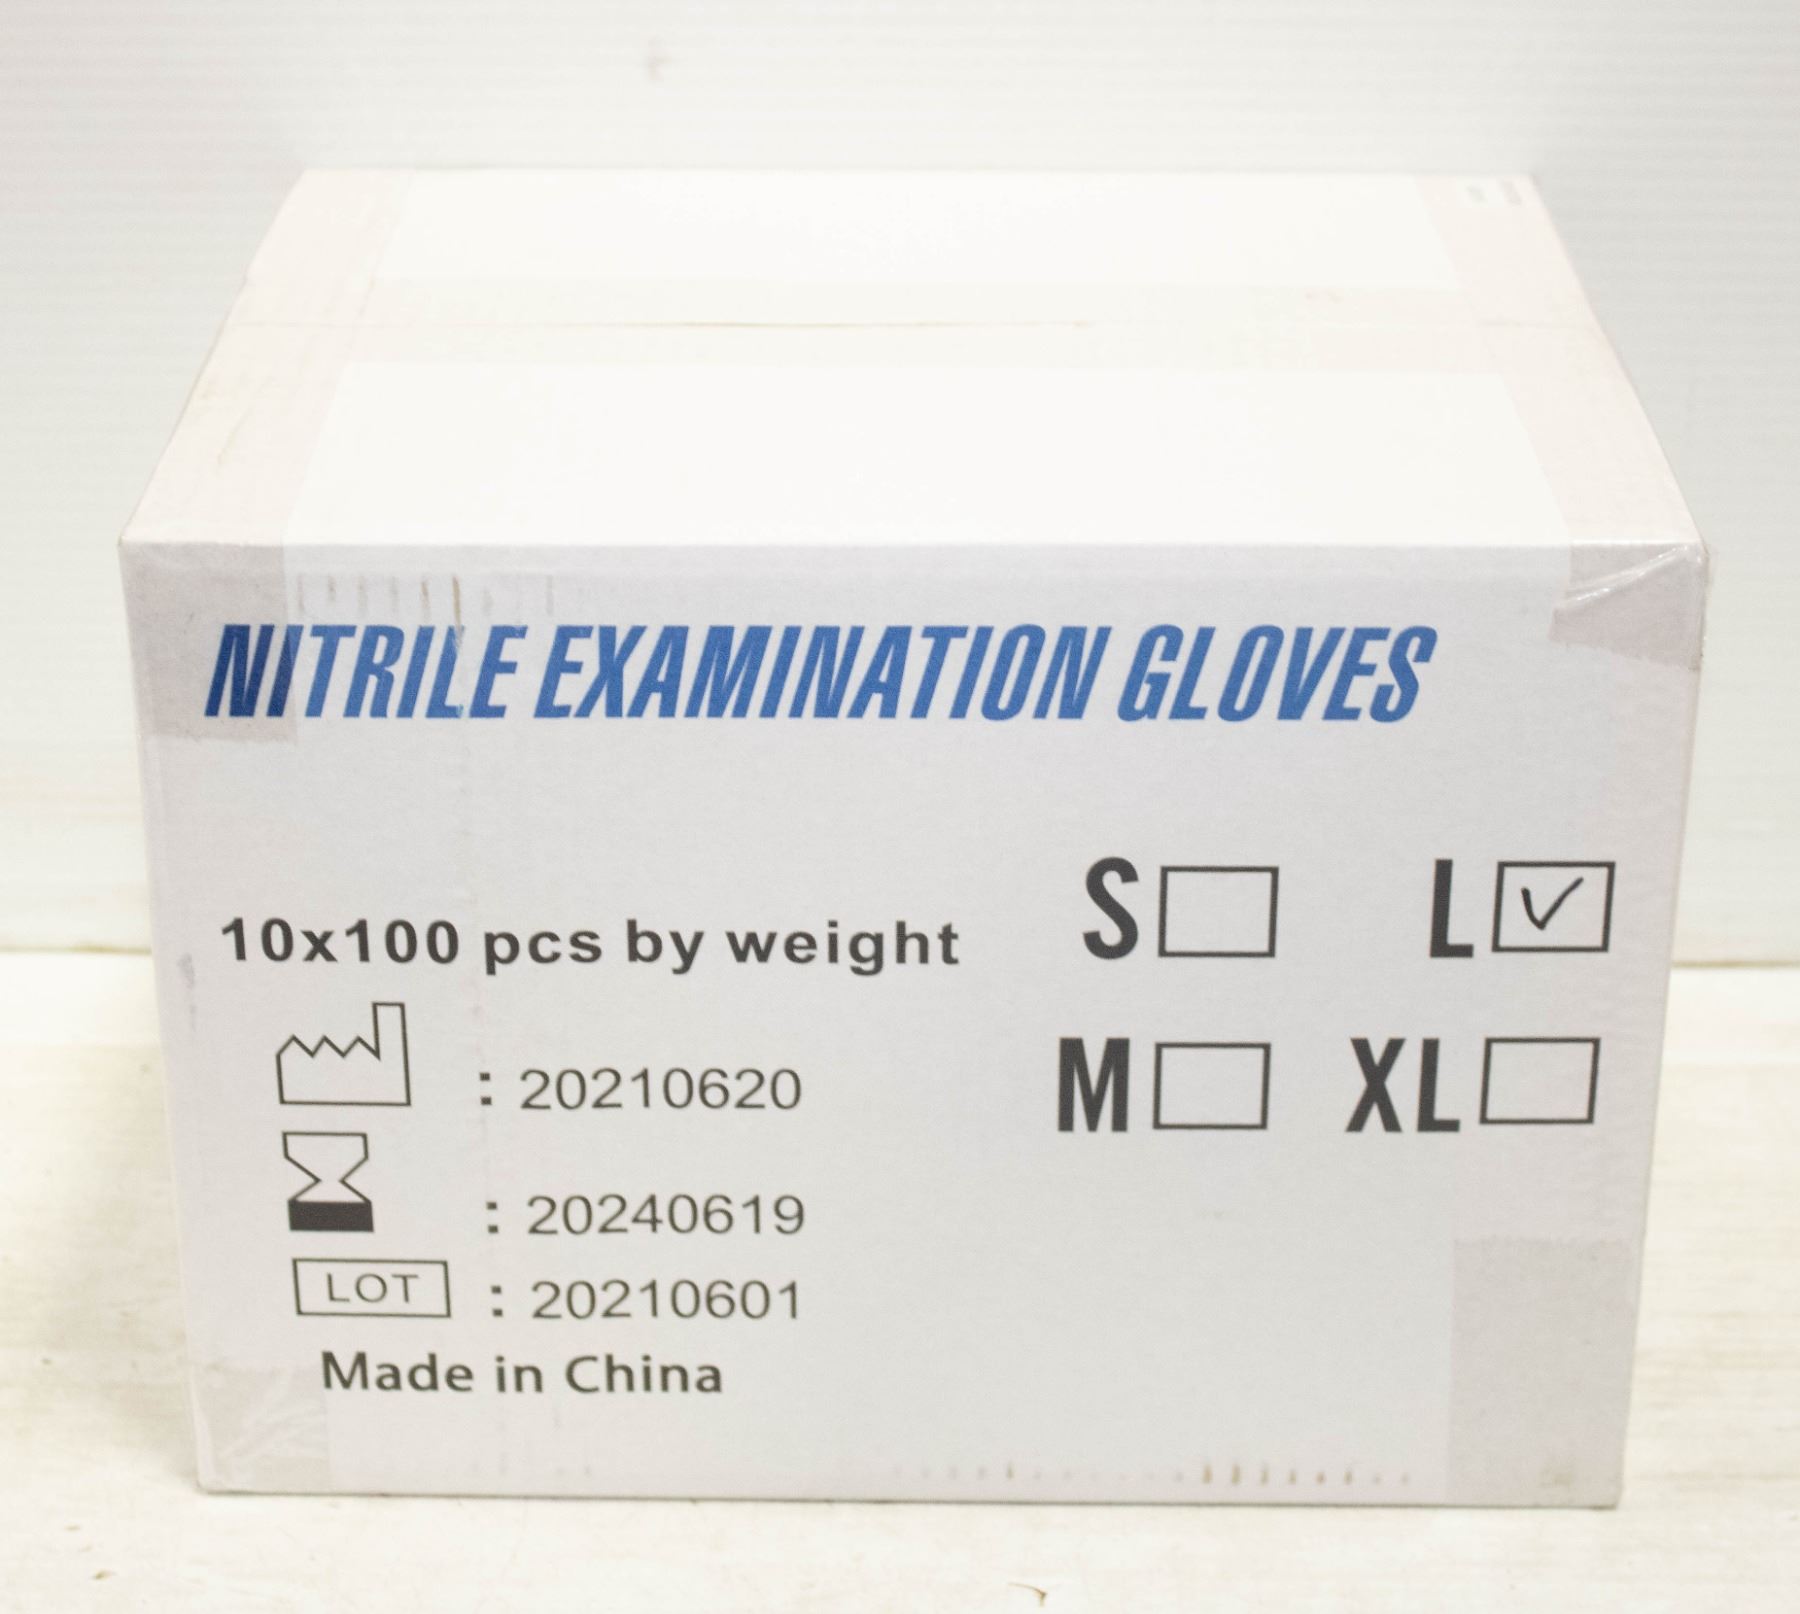 NITRILE EXAMINATION GLOVES
10x100 pcs by weight
S L
M XL
: 20210620
: 20240619
LOT : 20210601
Made in China